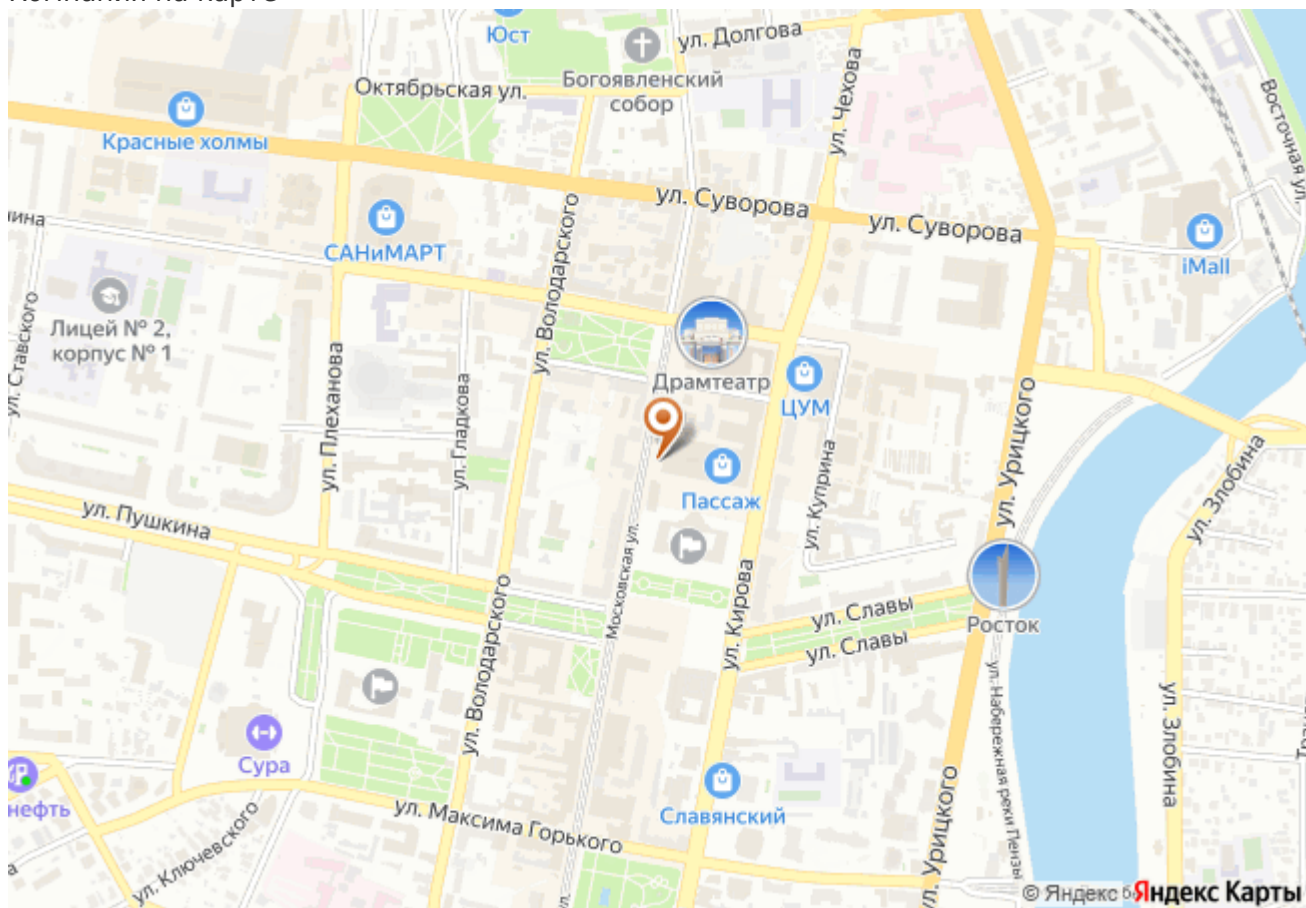 Юст
ул. Долгова
Богоявленский
собор
Октябрьская ул.
ул. Чехова
Восточная ул.
Красные холмы
ул. Суворова
ул. Суворова
САНиМАРТ
iMall
ул. Володарского
Лицей № 2,
корпус № 1
ул. Ставского
ул. Плеханова
ул. Гладкова
Драмтеатр
ЦУМ
ул. Куприна
ул. Урицкого
ул. Злобина
Пассаж
ул. Пушкина
Московская ул.
ул. Кирова
ул. Славы
ул. Славы
Росток
ул. Володарского
ул. Набережная реки Пензы
ул. Злобина
Сура
нефть
ул. Максима Горького
Славянский
ул. Урицкого
ул. Ключевского
© Яндекс
Яндекс Карты